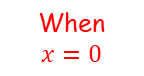 When
x = 0